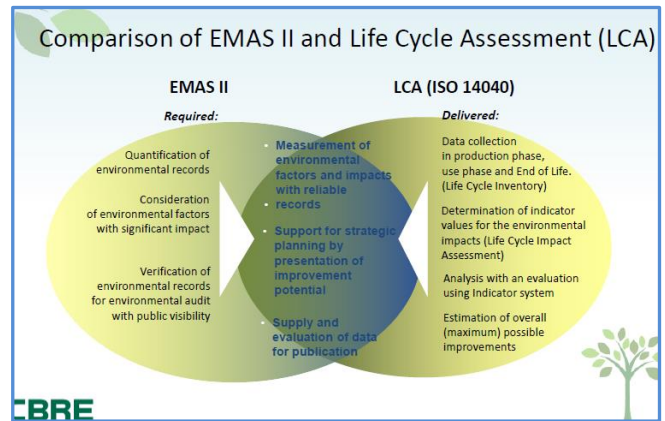 Comparison of EMAS II and Life Cycle Assessment (LCA)
EMAS II
Required:
Quantification of
environmental records
Consideration
of environmental factors
with significant impact
Verification of
environmental records
for environmental audit
with public visibility
• Measurement of
environmental
factors and impacts
with reliable
• records
• Support for strategic
planning by
presentation of
improvement
potential
• Supply and
evaluation of data
for publication
LCA (ISO 14040)
Delivered:
Data collection
in production phase,
use phase and End of Life.
(Life Cycle Inventory)
Determination of indicator
values for the environmental
impacts (Life Cycle Impact
Assessment)
Analysis with an evaluation
using Indicator system
Estimation of overall
(maximum) possible
improvements
CBRE